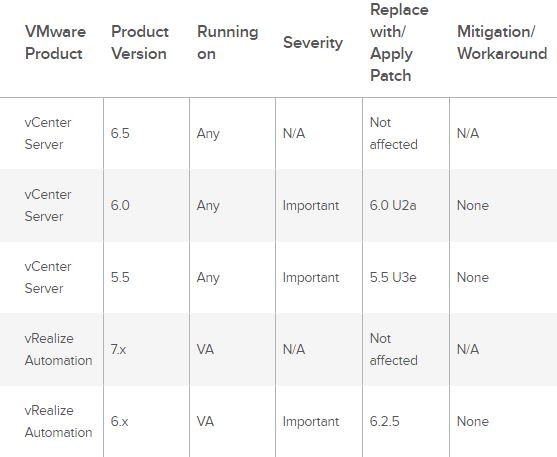 VMware Product | Product Version | Running on | Severity | Replace with/ Apply Patch | Mitigation/ Workaround
vCenter Server | 6.5 | Any | N/A | Not affected | N/A
vCenter Server | 6.0 | Any | Important | 6.0 U2a | None
vCenter Server | 5.5 | Any | Important | 5.5 U3e | None
vRealize Automation | 7.x | VA | N/A | Not affected | N/A
vRealize Automation | 6.x | VA | Important | 6.2.5 | None